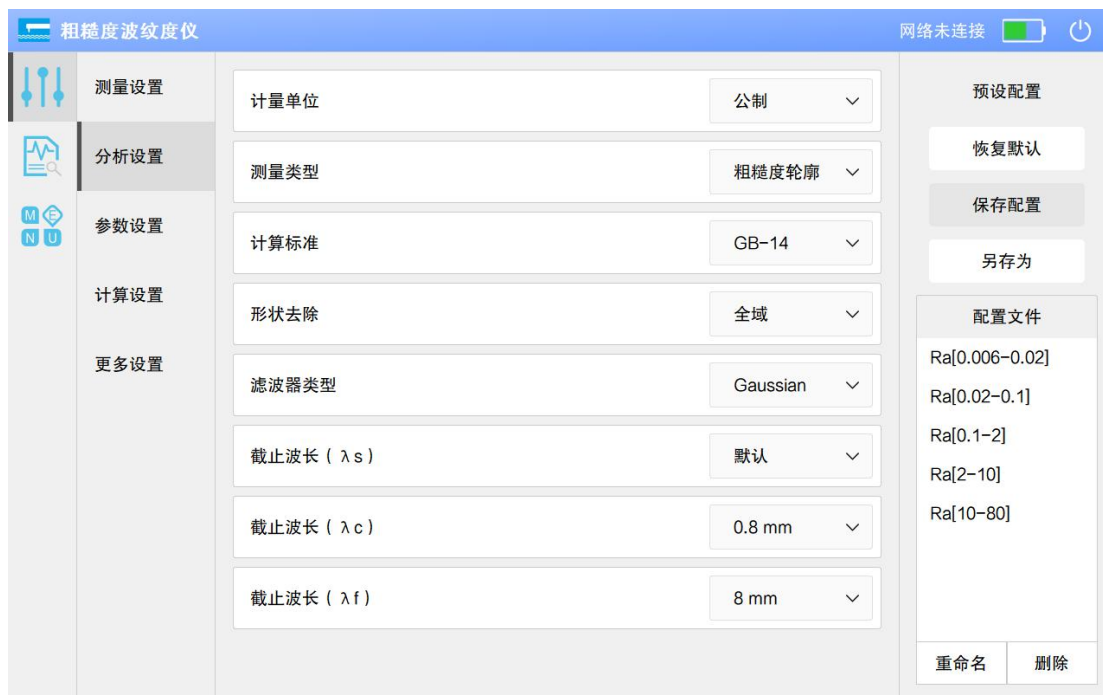 粗糙度波纹度仪
网络未连接
测量设置
分析设置
参数设置
计算设置
更多设置
M E
N U
计量单位 公制
测量类型 粗糙度轮廓
计算标准 GB-14
形状去除 全域
滤波器类型 Gaussian
截止波长（λs） 默认
截止波长（λc） 0.8 mm
截止波长（λf） 8 mm
预设配置
恢复默认
保存配置
另存为
配置文件
Ra[0.006-0.02]
Ra[0.02-0.1]
Ra[0.1-2]
Ra[2-10]
Ra[10-80]
重命名 删除